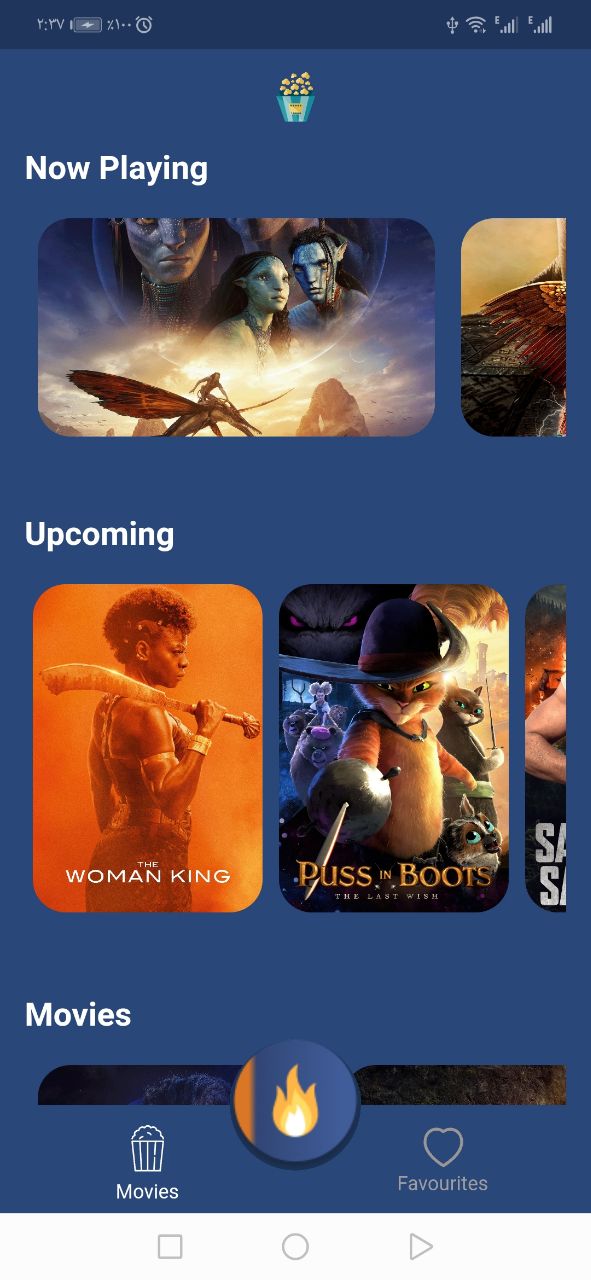 ٢:٣٧ ٪١٠٠
E E
Now Playing
Upcoming
THE
WOMAN KING
PUSS IN BOOTS
THE LAST WISH
SA
SA
Movies
Movies
Favourites